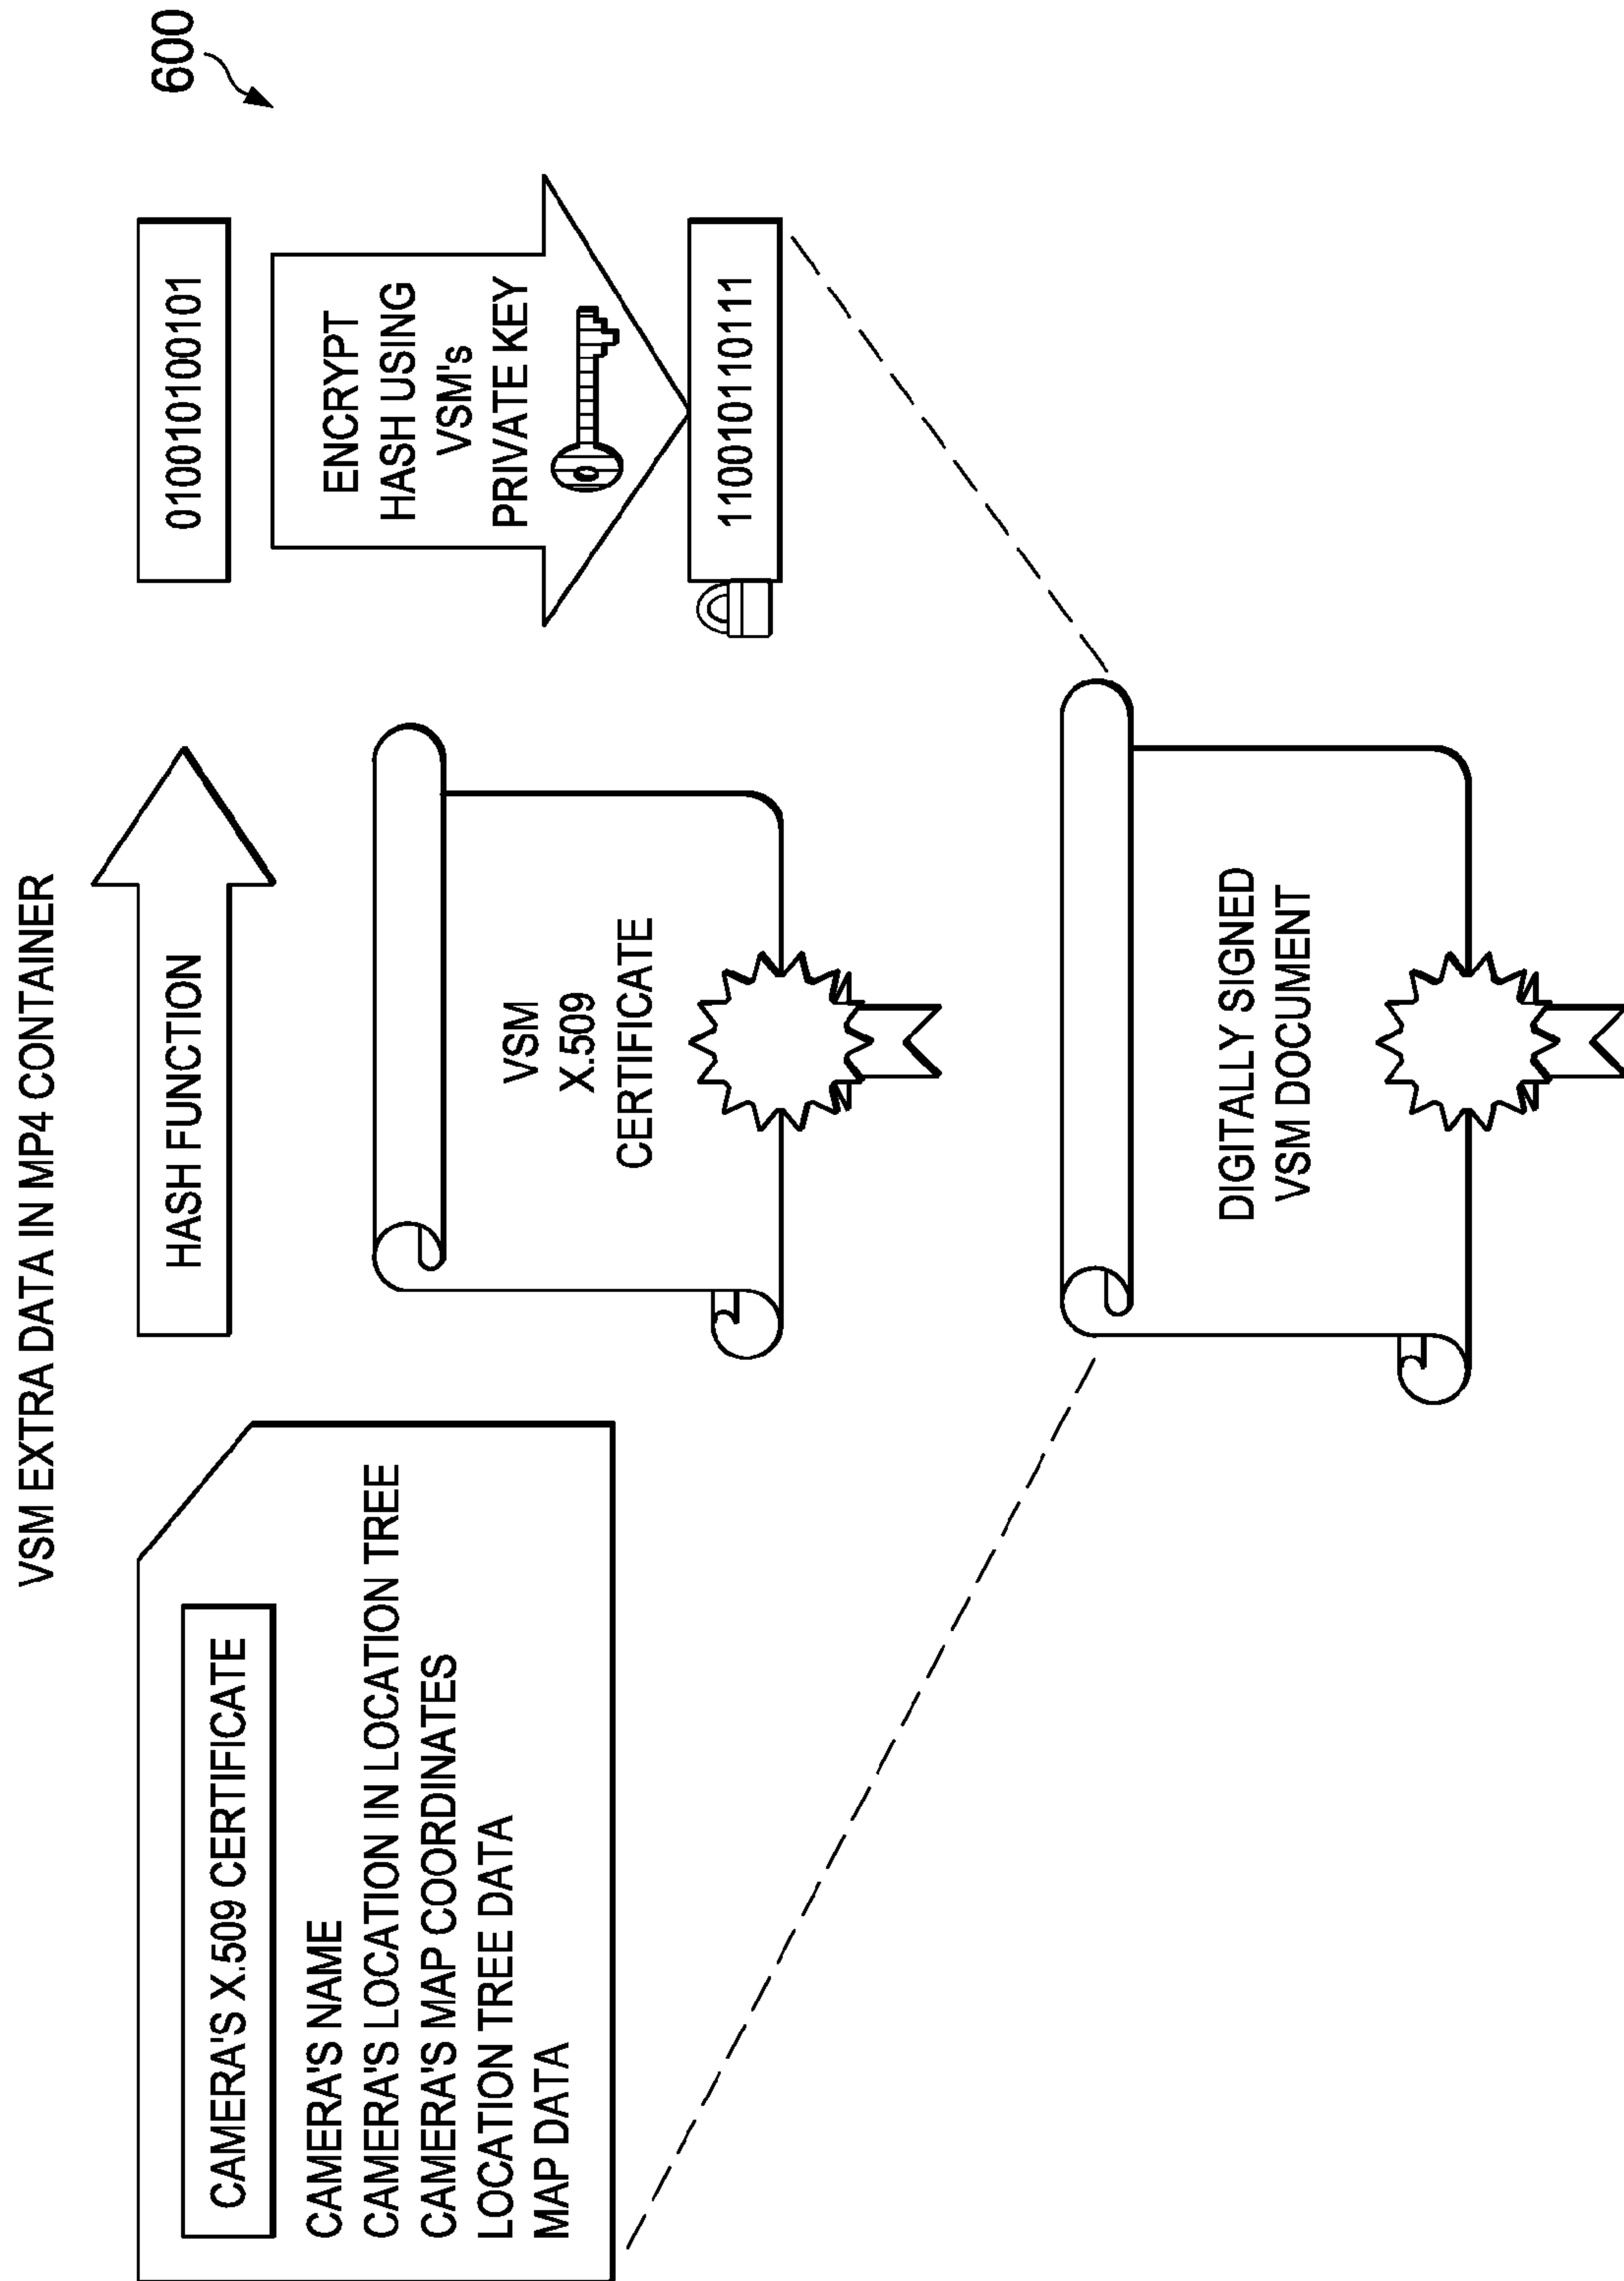 VSM EXTRA DATA IN MP4 CONTAINER
600
CAMERA'S X.509 CERTIFICATE
CAMERA'S NAME
CAMERA'S LOCATION IN LOCATION TREE
CAMERA'S MAP COORDINATES
LOCATION TREE DATA
MAP DATA
HASH FUNCTION
VSM
X.509
CERTIFICATE
010010100101
ENCRYPT
HASH USING
VSM's
PRIVATE KEY
110010110111
DIGITALLY SIGNED
VSM DOCUMENT